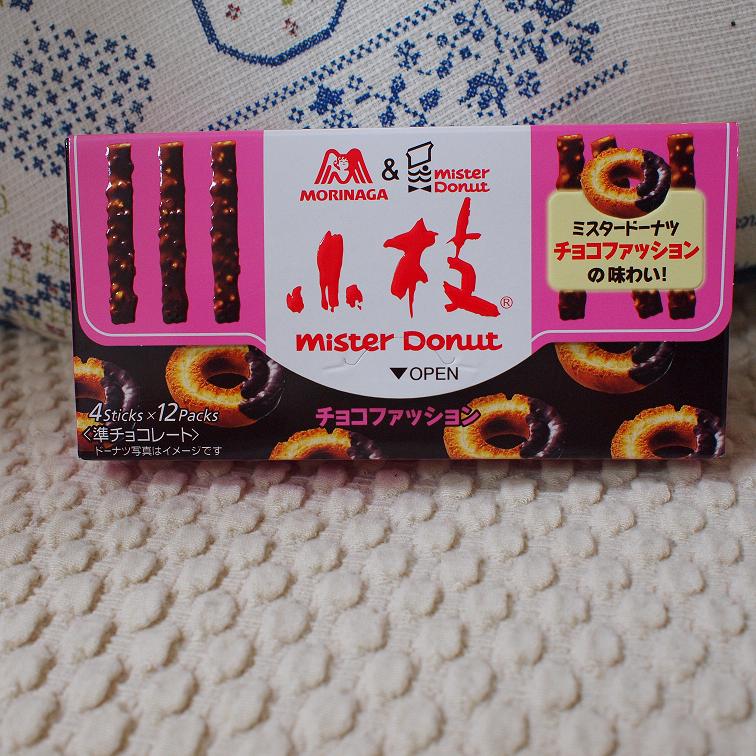 MORINAGA
&
mister
Donut
小枝®
mister Donut
▼OPEN
ミスタードーナツ
チョコファッション
の味わい!
4Sticks×12Packs
〈準チョコレート〉
ドーナツ写真はイメージです
チョコファッション